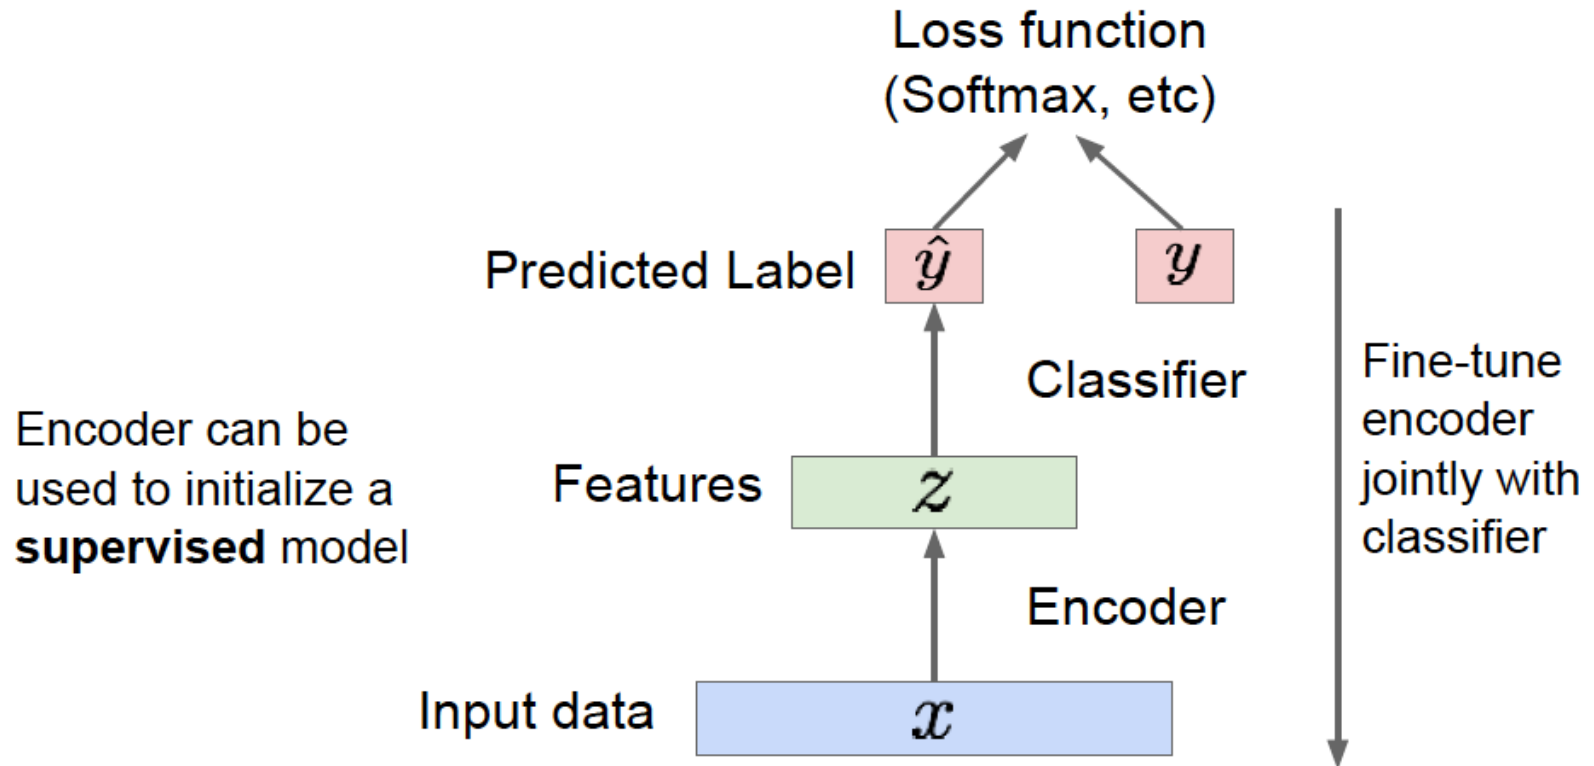 Loss function
(Softmax, etc)
Predicted Label
ŷ
y
Classifier
Fine-tune
encoder
jointly with
classifier
Encoder can be
used to initialize a
supervised model
Features
z
Encoder
Input data
x